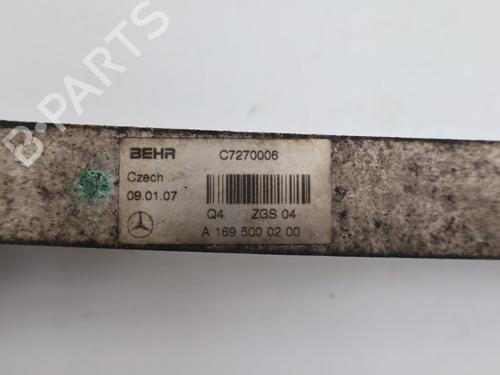 BEHR C7270006
Czech
09.01.07
Q4 ZGS 04
A 169 500 02 00
B-PARTS